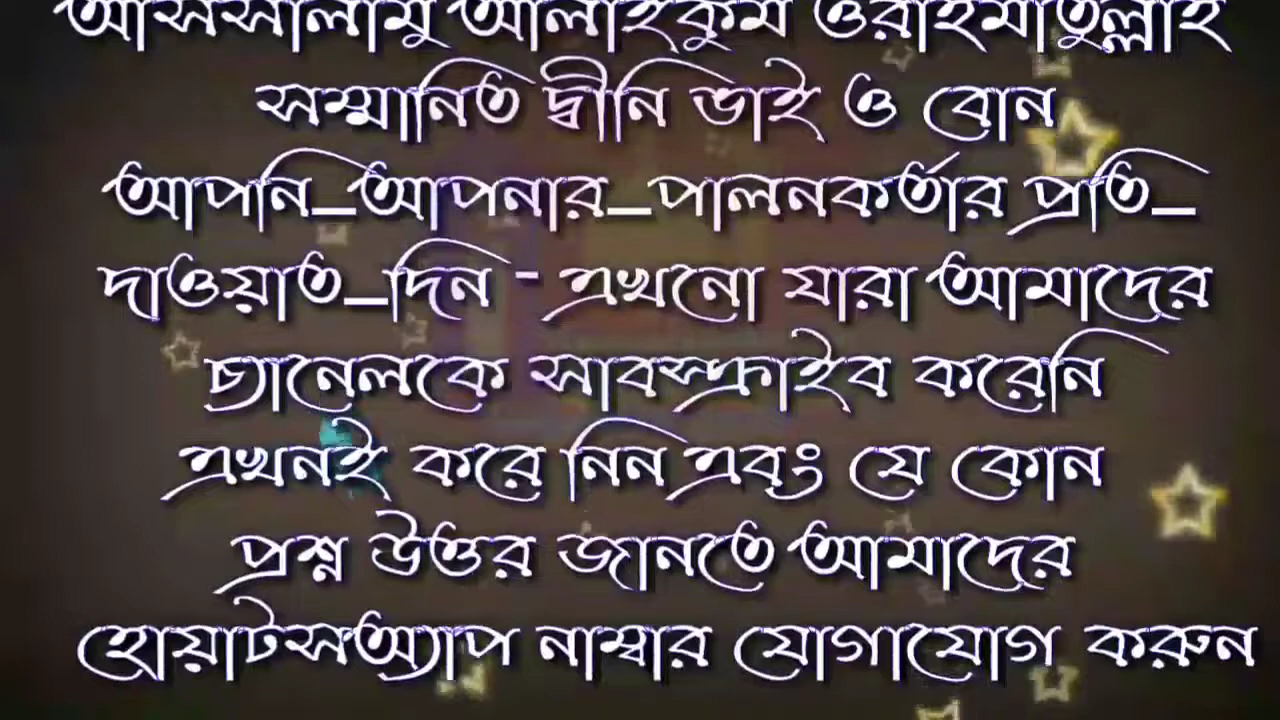 আসসালামু আলাইকুম ওরাহমাতুল্লাহ
সম্মানিত দ্বীনি ভাই ও বোন
আপনি_আপনার_পালনকর্তার প্রতি_
দাওয়াত_দিন - এখনো যারা আমাদের
চ্যানেলকে সাবস্ক্রাইব করেনি
এখনই করে নিন এবং যে কোন
প্রশ্ন উত্তর জানতে আমাদের
হোয়াটসঅ্যাপ নাম্বার যোগাযোগ করুন